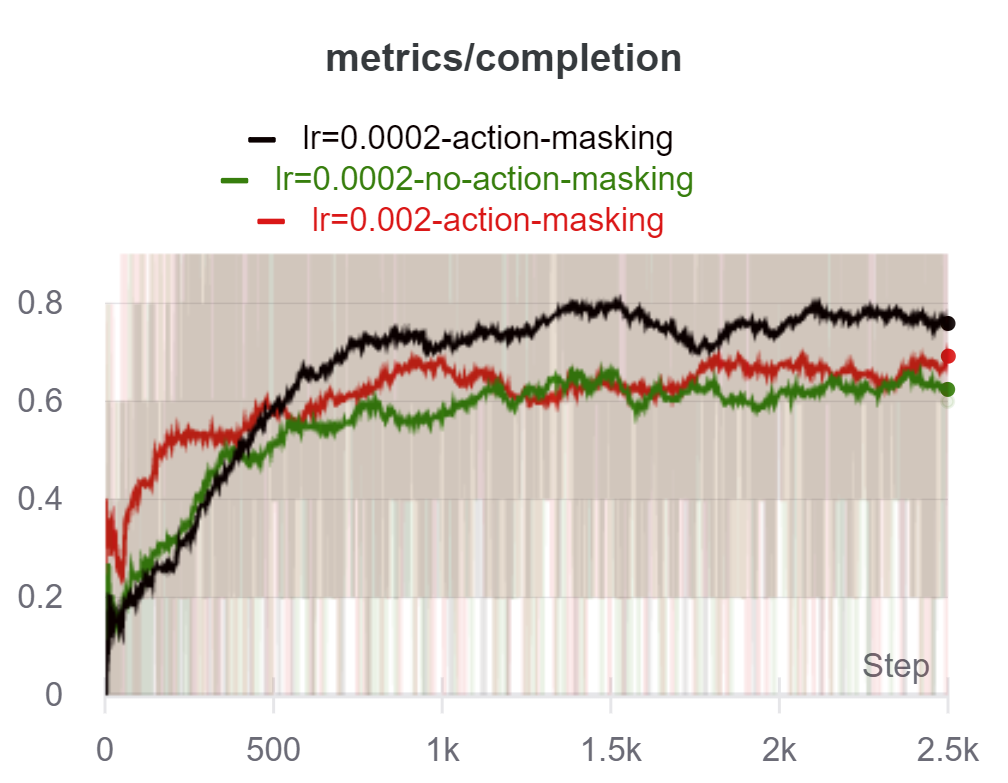 metrics/completion
lr=0.0002-action-masking
lr=0.0002-no-action-masking
lr=0.002-action-masking
0.8
0.6
0.4
0.2
0
Step
0 500 1k 1.5k 2k 2.5k